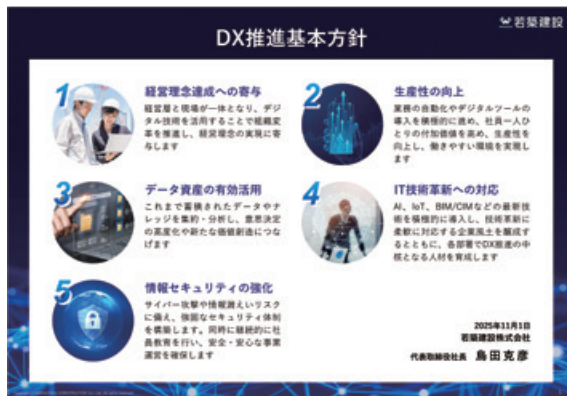 若築建設
DX推進基本方針
1
経営理念達成への寄与
経営層と現場が一体となり、デジ
タル技術を活用することで組織変
革を推進し、経営理念の実現に寄
与します
2
生産性の向上
業務の自動化やデジタルツールの
導入を積極的に進め、社員一人ひ
とりの付加価値を高め、生産性を
向上し、働きやすい環境を実現し
ます
3
データ資産の有効活用
これまで蓄積されたデータやナ
レッジを集約・分析し、意思決定
の高度化や新たな価値創造につな
げます
4
IT技術革新への対応
AI、IoT、BIM/CIMなどの最新技
術を積極的に導入し、技術革新に
柔軟に対応する企業風土を醸成す
るとともに、各部署でDX推進の中
核となる人材を育成します
5
情報セキュリティの強化
サイバー攻撃や情報漏えいリスク
に備え、強固なセキュリティ体制
を構築します。同時に継続的に社
員教育を行い、安全・安心な事業
運営を確保します
2025年11月1日
若築建設株式会社
代表取締役社長 烏田克彦